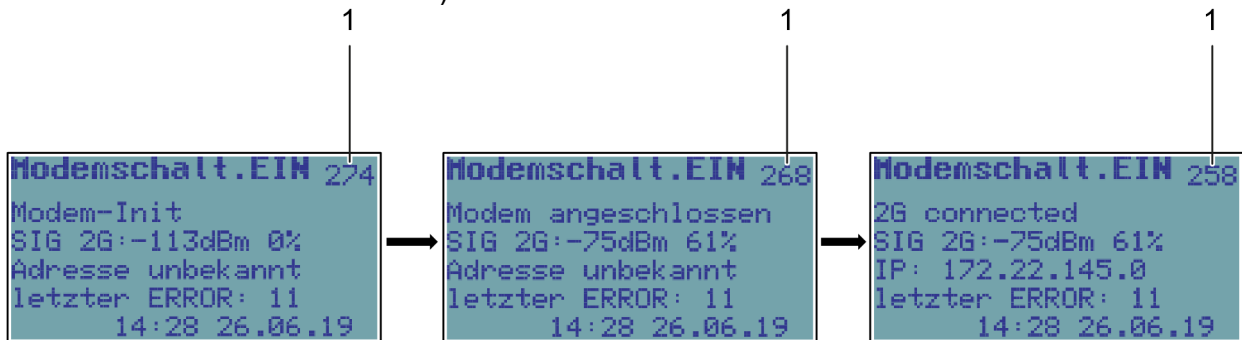 1
1
1
Modemschalt.EIN 274
Modem-Init
SIG 2G:-113dBm 0%
Adresse unbekannt
letzter ERROR: 11
14:28 26.06.19
Modemschalt.EIN 268
Modem angeschlossen
SIG 2G:-75dBm 61%
Adresse unbekannt
letzter ERROR: 11
14:28 26.06.19
Modemschalt.EIN 258
2G connected
SIG 2G:-75dBm 61%
IP: 172.22.145.0
letzter ERROR: 11
14:28 26.06.19